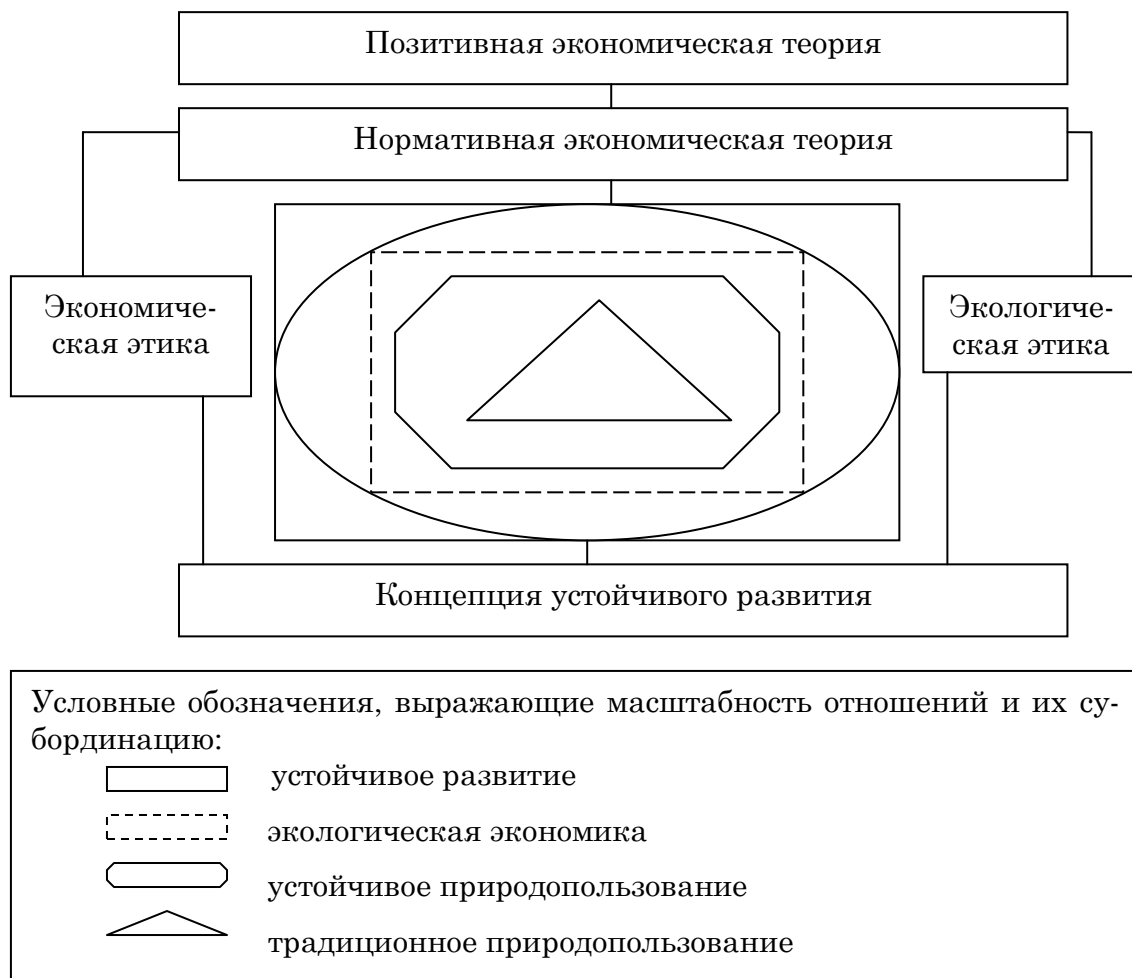 Позитивная экономическая теория
Нормативная экономическая теория
Экономиче-
ская этика
Экологиче-
ская этика
Концепция устойчивого развития
Условные обозначения, выражающие масштабность отношений и их су-
бординацию:
устойчивое развитие
экологическая экономика
устойчивое природопользование
традиционное природопользование